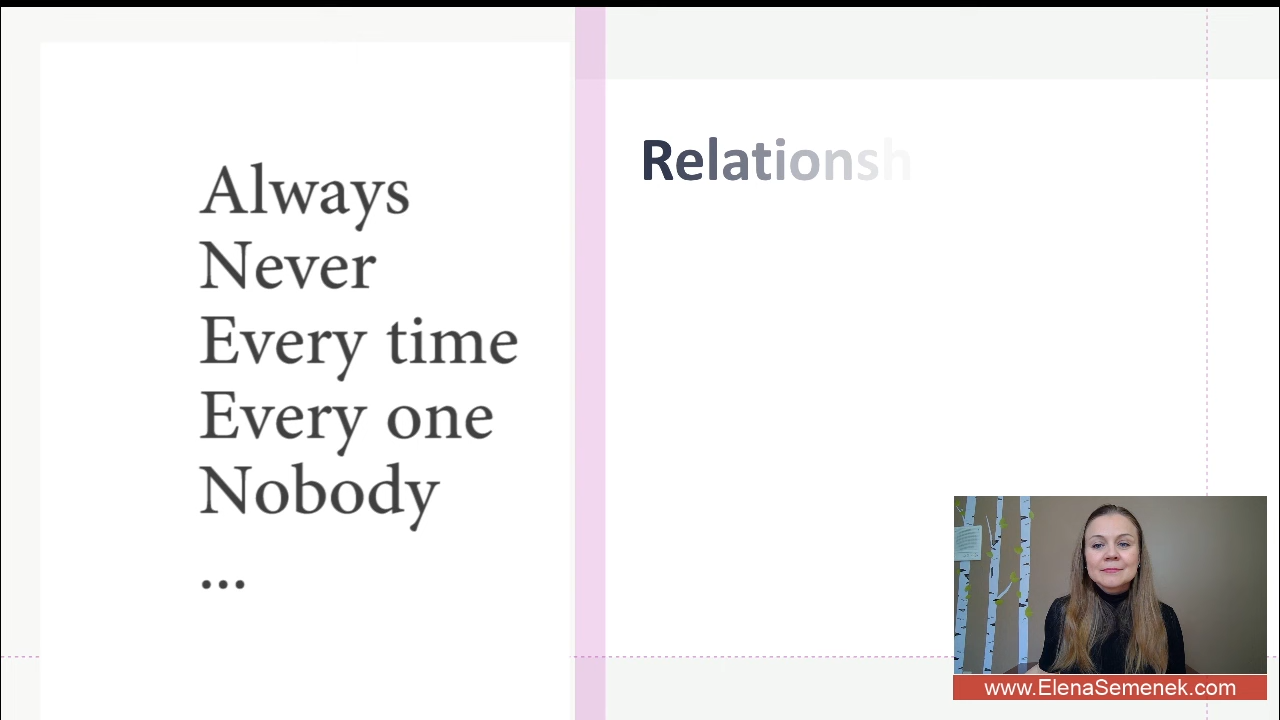 Always
Never
Every time
Every one
Nobody
...
Relationsh
www.ElenaSemenek.com